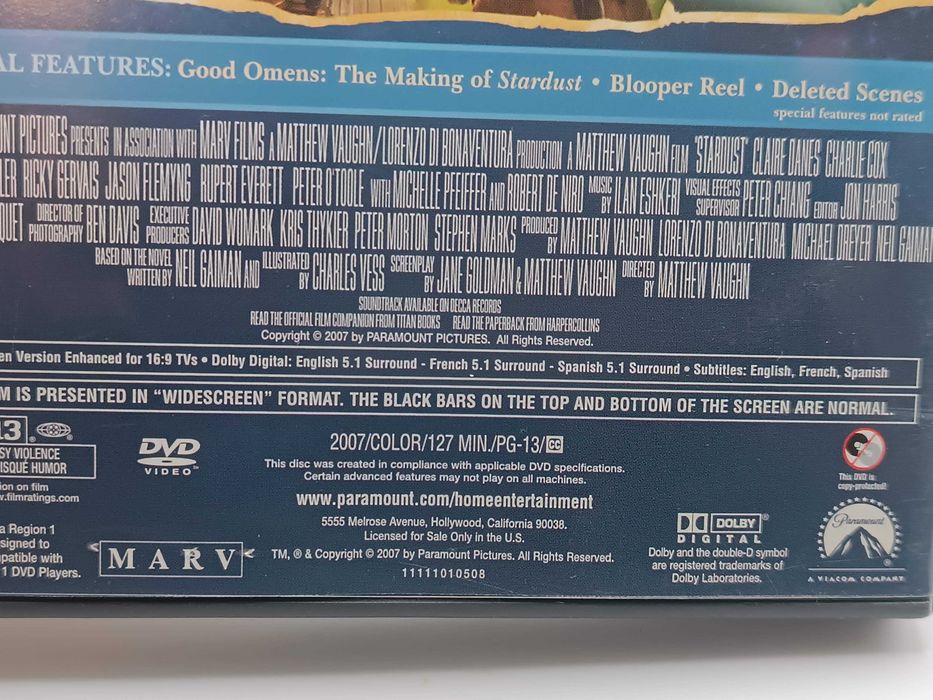 AL FEATURES: Good Omens: The Making of Stardust • Blooper Reel • Deleted Scenes
special features not rated
NT PICTURES PRESENTS IN ASSOCIATION WITH MARV FILMS A MATTHEW VAUGHN/LORENZO DI BONAVENTURA PRODUCTION A MATTHEW VAUGHN FILM "STARDUST" CLAIRE DANES CHARLIE COX
LER RICKY GERVAIS JASON FLEMYNG RUPERT EVERETT PETER O'TOOLE WITH MICHELLE PFEIFFER AND ROBERT DE NIRO MUSIC BY ILAN ESHKERI VISUAL EFFECTS SUPERVISOR PETER CHIANG EDITOR JON HARRIS
QUET DIRECTOR OF PHOTOGRAPHY BEN DAVIS EXECUTIVE PRODUCERS DAVID WOMARK KRIS THYKIER PETER MORTON STEPHEN MARKS PRODUCED BY MATTHEW VAUGHN LORENZO DI BONAVENTURA MICHAEL DREYER NEIL GAIMAN
BASED ON THE NOVEL WRITTEN BY NEIL GAIMAN AND ILLUSTRATED BY CHARLES VESS SCREENPLAY BY JANE GOLDMAN & MATTHEW VAUGHN DIRECTED BY MATTHEW VAUGHN
SOUNDTRACK AVAILABLE ON DECCA RECORDS
READ THE OFFICIAL FILM COMPANION FROM TITAN BOOKS READ THE PAPERBACK FROM HARPERCOLLINS
Copyright © 2007 by PARAMOUNT PICTURES. All Rights Reserved.
en Version Enhanced for 16:9 TVs • Dolby Digital: English 5.1 Surround - French 5.1 Surround - Spanish 5.1 Surround • Subtitles: English, French, Spanish
M IS PRESENTED IN "WIDESCREEN" FORMAT. THE BLACK BARS ON THE TOP AND BOTTOM OF THE SCREEN ARE NORMAL.
13
SY VIOLENCE
ISQUÉ HUMOR
ion on film
w.filmratings.com
DVD
VIDEO
2007/COLOR/127 MIN./PG-13/CC
This disc was created in compliance with applicable DVD specifications.
Certain advanced features may not play on all machines.
www.paramount.com/homeentertainment
5555 Melrose Avenue, Hollywood, California 90038.
Licensed for Sale Only in the U.S.
TM, ® & Copyright © 2007 by Paramount Pictures. All Rights Reserved.
11111010508
This DVD is
copy-protected!
a Region 1
signed to
patible with
1 DVD Players.
MARV
DOLBY
DIGITAL
Dolby and the double-D symbol
are registered trademarks of
Dolby Laboratories.
Paramount
A VIACOM COMPANY